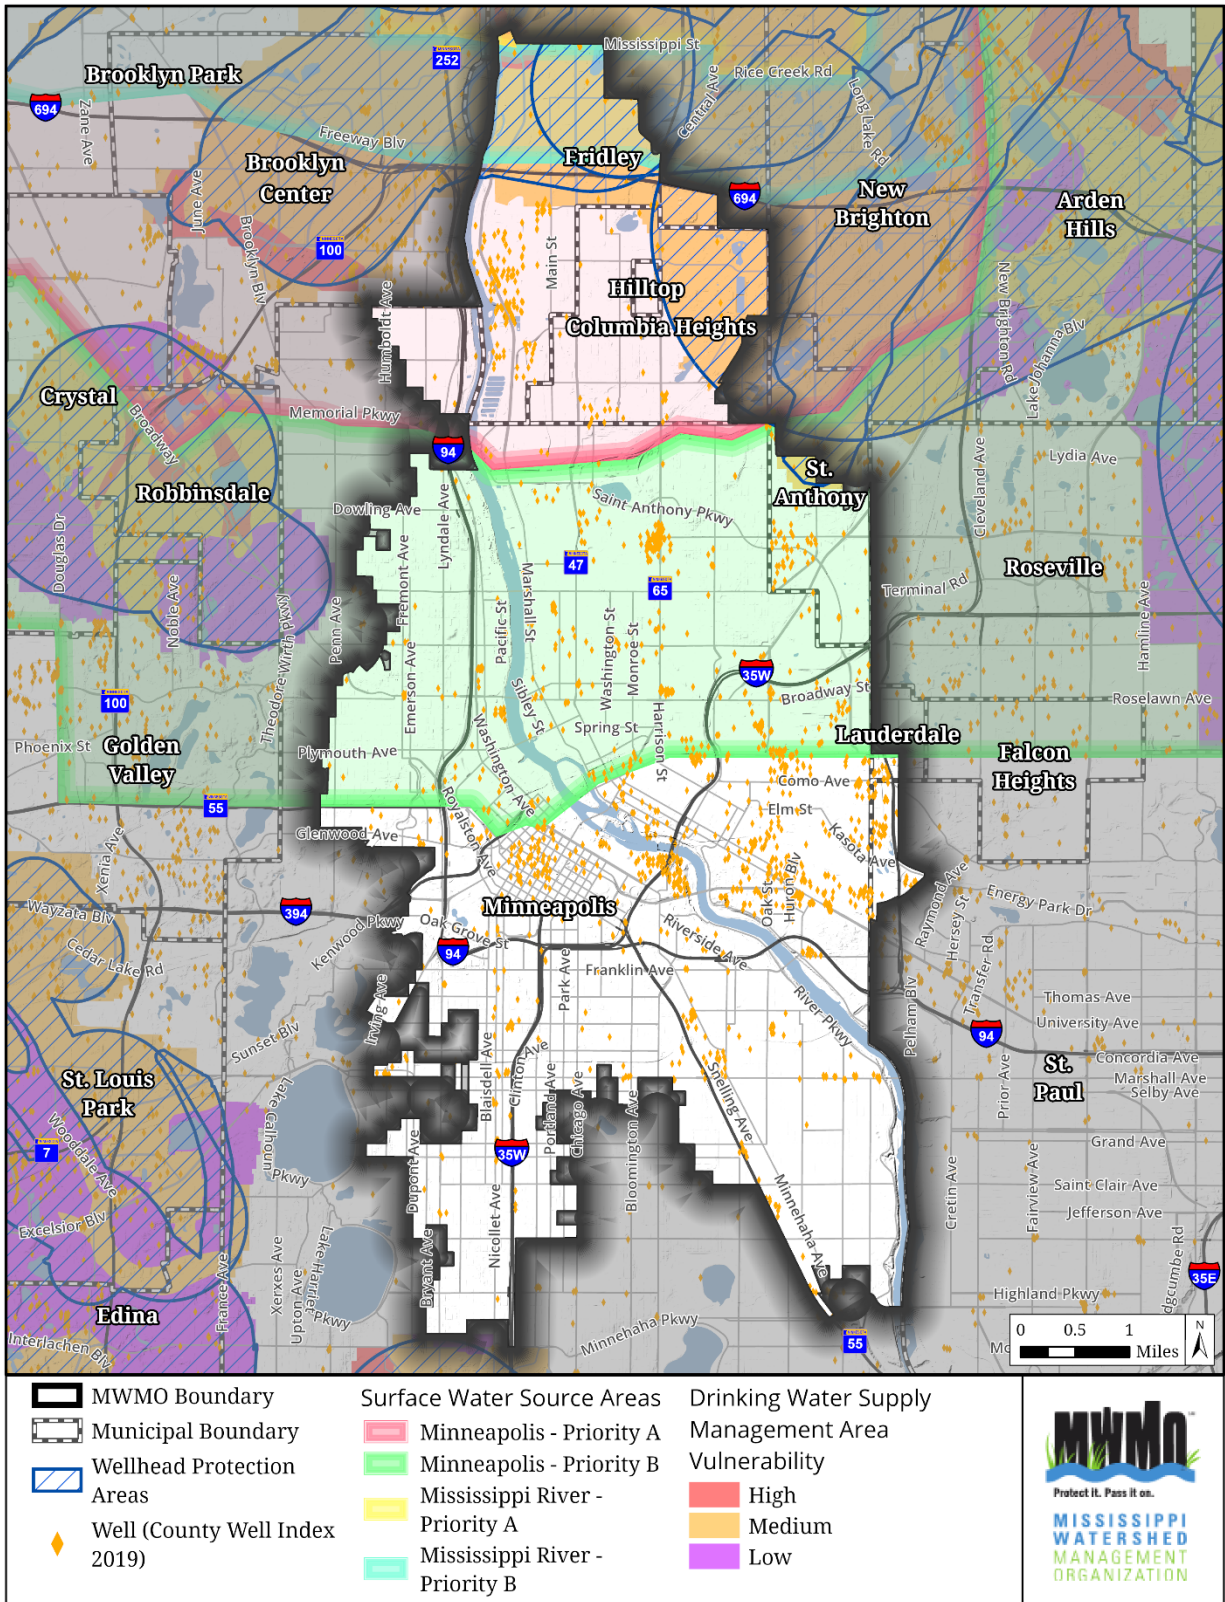 Mississippi St
252
Brooklyn Park
Rice Creek Rd
694
Zane Ave
Central Ave
Long Lake Rd
Freeway Blv
Brooklyn
Center
Fridley
June Ave
694
New
Brighton
Arden
Hills
Brooklyn Blv
100
Main St
Hilltop
Columbia Heights
Humboldt Ave
New Brighton Rd
Lake Johanna Blv
Crystal
Broadway
Memorial Pkwy
94
Cleveland Ave
Lydia Ave
St.
Anthony
Robbinsdale
Dowling Ave
Lyndale Ave
Saint Anthony Pkwy
Douglas Dr
Fremont Ave
47
65
Roseville
Terminal Rd
Noble Ave
Theodore Wirth Pkwy
Penn Ave
Pacific St
Marshall St
Washington St
Monroe St
Hamline Ave
Emerson Ave
35W
Broadway St
Roselawn Ave
100
Sibley St
Spring St
Harrison St
Phoenix St
Golden
Valley
Plymouth Ave
Washington Ave
Lauderdale
Falcon
Heights
Como Ave
55
Royalston Ave
Elm St
Glenwood Ave
Kasota Ave
Xenia Ave
Oak St
Huron Blv
Raymond Ave
Hersey St
Energy Park Dr
Wayzata Blv
394
Kenwood Pkwy
Minneapolis
Oak Grove St
94
Riverside Ave
Cedar Lake Rd
Park Ave
Franklin Ave
Transfer Rd
Irving Ave
River Pkwy
Pelham Blv
Thomas Ave
University Ave
94
Sunset Blv
Blaisdell Ave
Clinton Ave
Concordia Ave
St. Louis
Park
Lake Calhoun Pkwy
Portland Ave
Chicago Ave
Bloomington Ave
Snelling Ave
Prior Ave
St.
Paul
Marshall Ave
Selby Ave
7
Wooddale Ave
35W
Grand Ave
Dupont Ave
Nicollet Ave
Minnehaha Ave
Cretin Ave
Fairview Ave
Saint Clair Ave
Jefferson Ave
Excelsior Blv
France Ave
Xerxes Ave
Upton Ave
Lake Harriet Pkwy
Bryant Ave
35E
dgcumbe Rd
Edina
Highland Pkwy
Interlachen Blv
Minnehaha Pkwy
55
Mc
0 0.5 1
Miles
N
MWMO Boundary
Municipal Boundary
Wellhead Protection
Areas
Well (County Well Index
2019)
Surface Water Source Areas
Minneapolis - Priority A
Minneapolis - Priority B
Mississippi River -
Priority A
Mississippi River -
Priority B
Drinking Water Supply
Management Area
Vulnerability
High
Medium
Low
MWMO
Protect it. Pass it on.
MISSISSIPPI
WATERSHED
MANAGEMENT
ORGANIZATION